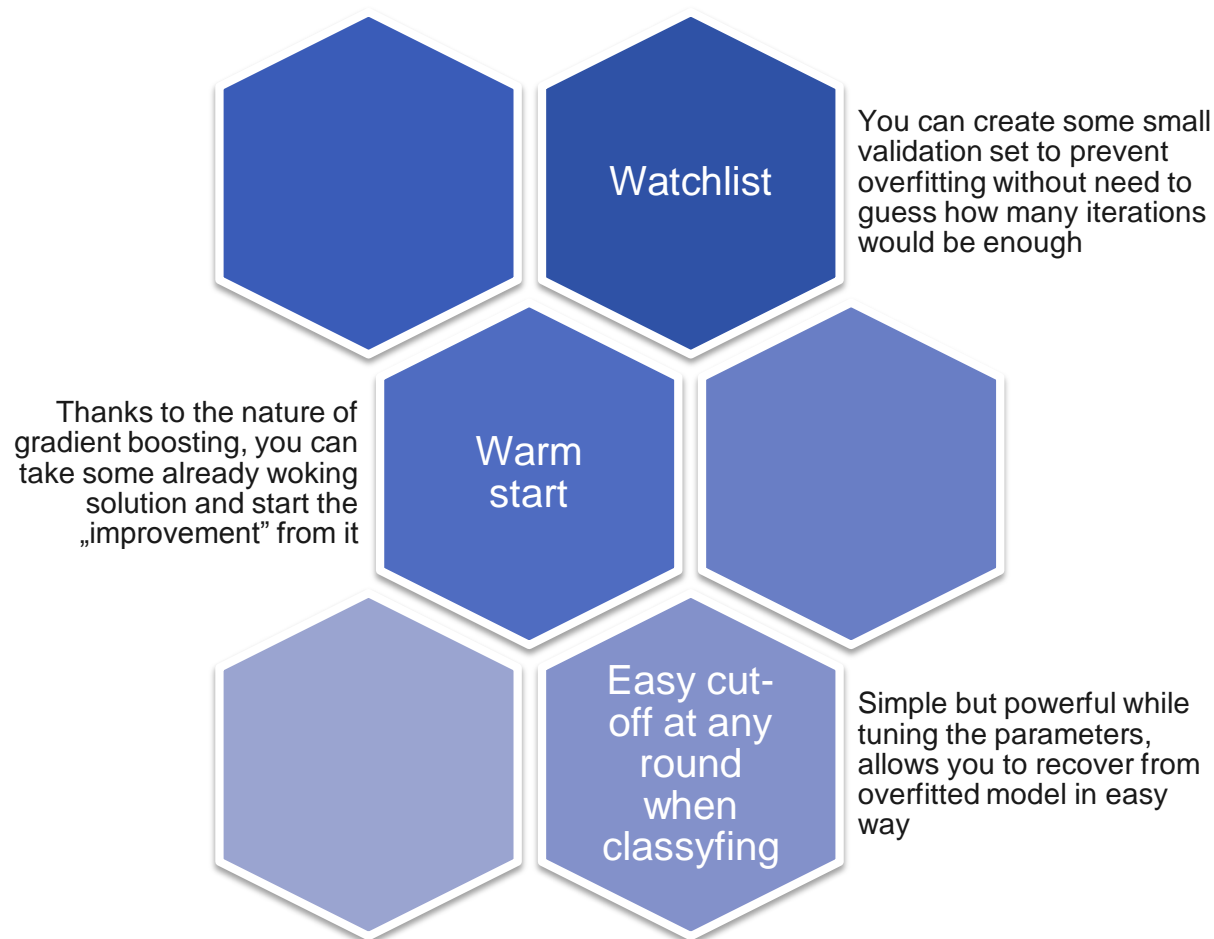 Watchlist
You can create some small
validation set to prevent
overfitting without need to
guess how many iterations
would be enough
Thanks to the nature of
gradient boosting, you can
take some already woking
solution and start the
„improvement” from it
Warm
start
Easy cut-
off at any
round
when
classyfing
Simple but powerful while
tuning the parameters,
allows you to recover from
overfitted model in easy
way